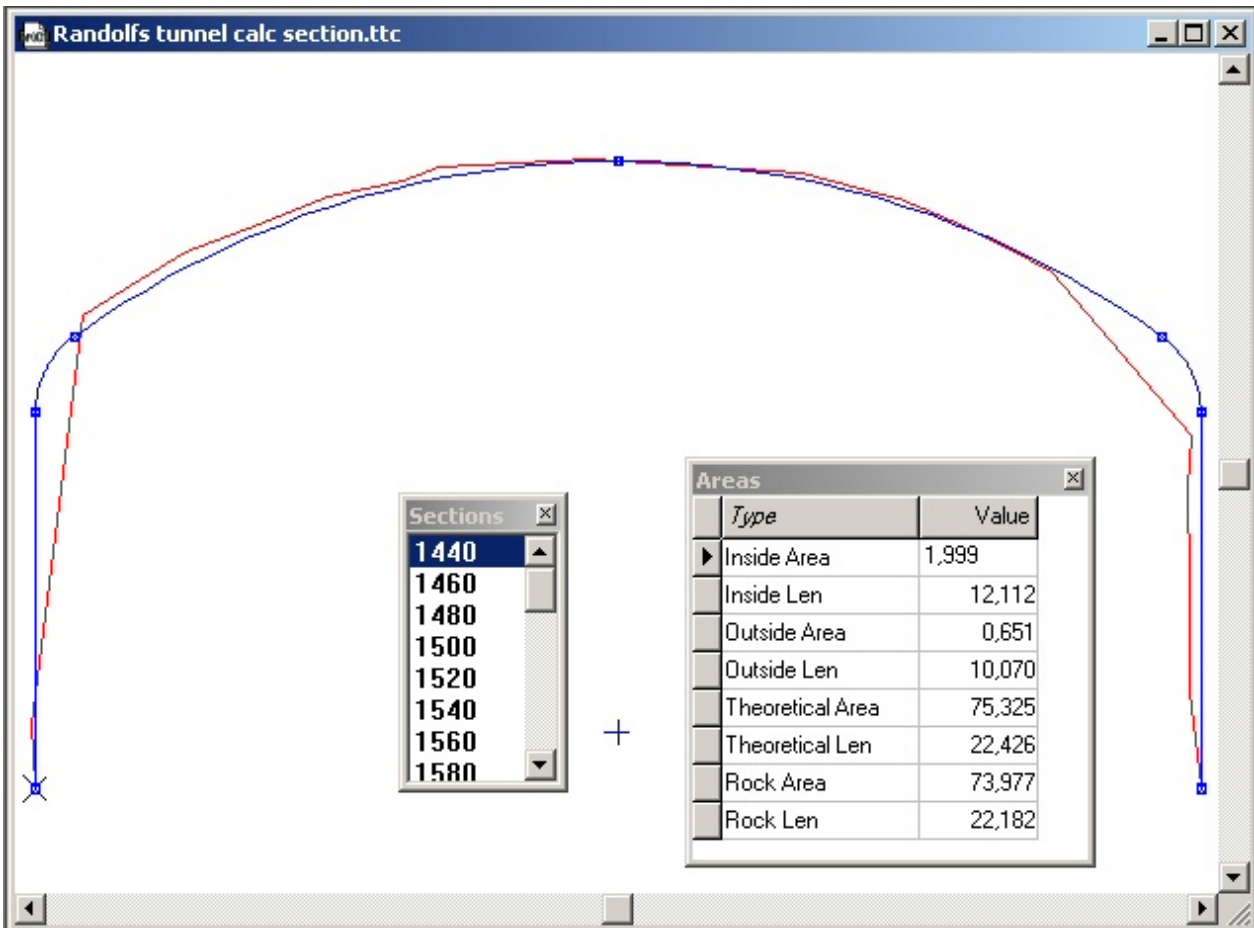 Randolfs tunnel calc section.ttc
Sections
1440
1460
1480
1500
1520
1540
1560
1580
Areas
Type Value
Inside Area 1,999
Inside Len 12,112
Outside Area 0,651
Outside Len 10,070
Theoretical Area 75,325
Theoretical Len 22,426
Rock Area 73,977
Rock Len 22,182